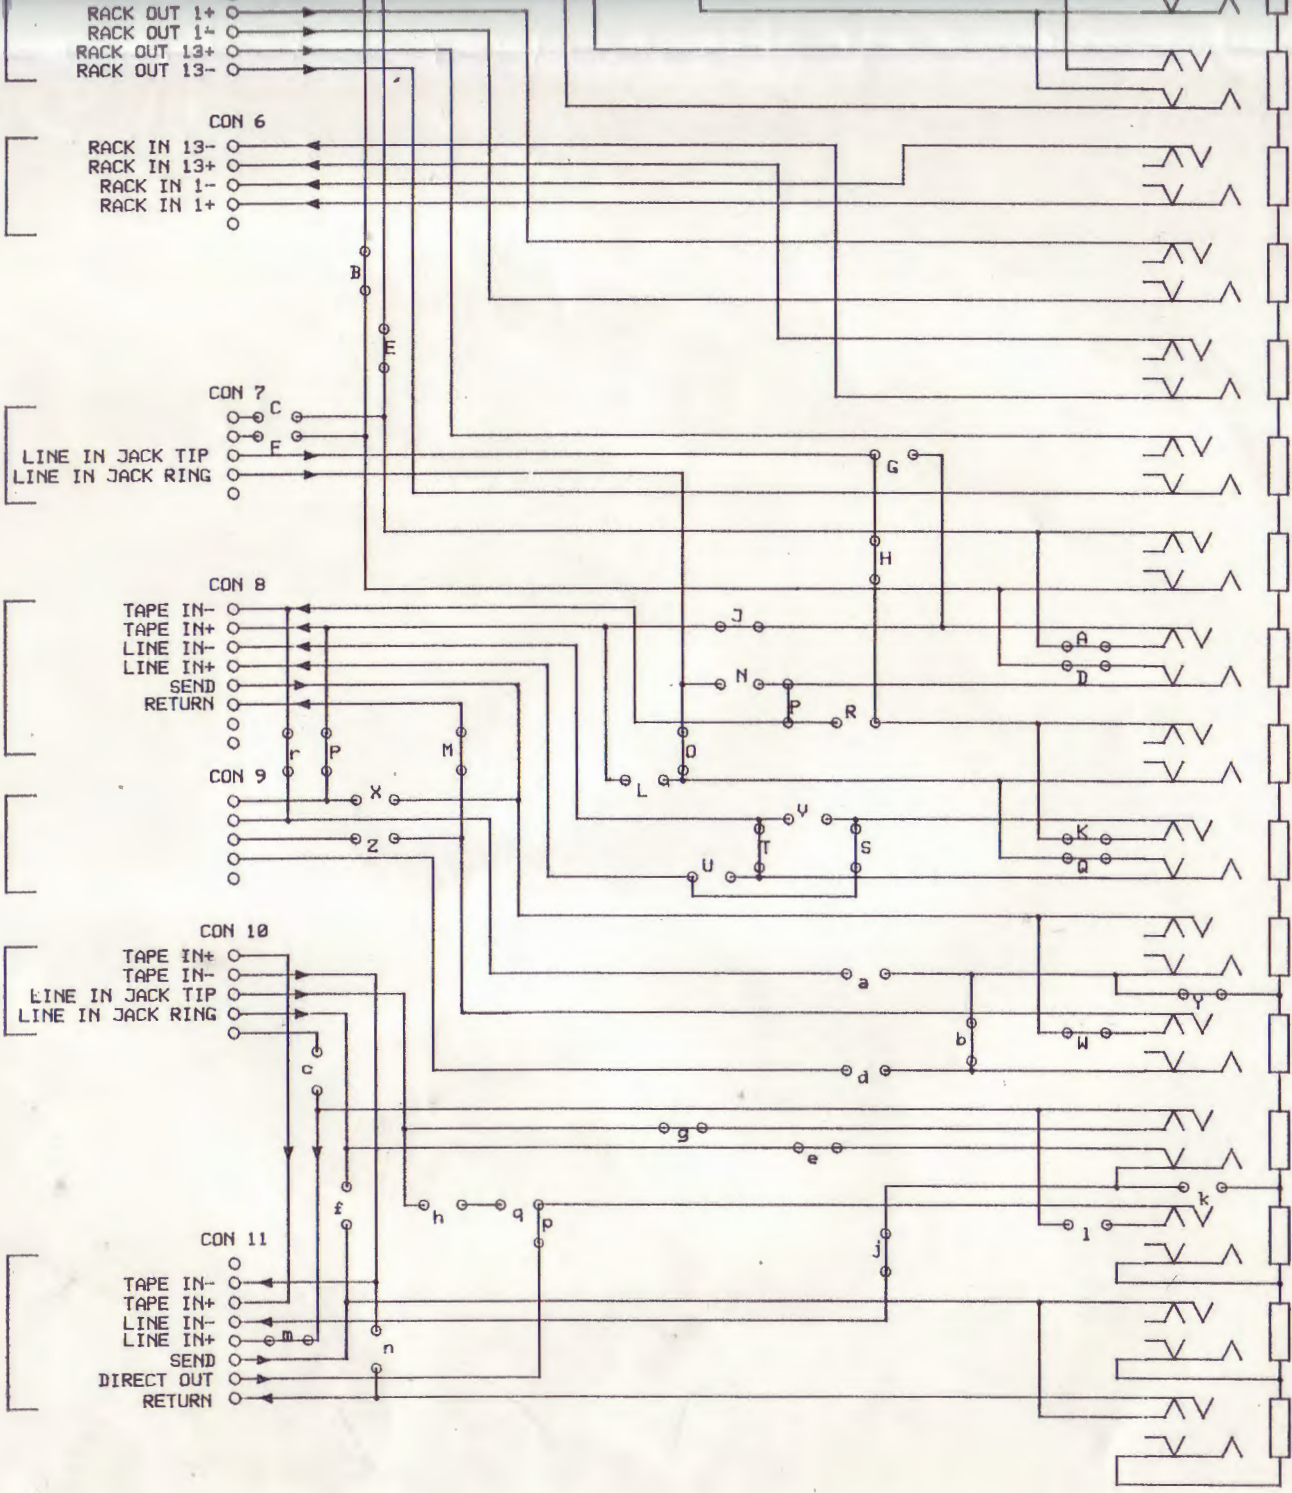 RACK OUT 1+
RACK OUT 1-
RACK OUT 13+
RACK OUT 13-
CON 6
RACK IN 13-
RACK IN 13+
RACK IN 1-
RACK IN 1+
B
E
CON 7
C
F
LINE IN JACK TIP
G
LINE IN JACK RING
H
CON 8
TAPE IN-
TAPE IN+
J
A
LINE IN-
LINE IN+
N
D
SEND
RETURN
P
R
r
P
M
O
CON 9
X
L
V
K
Z
T
S
U
Q
CON 10
TAPE IN+
TAPE IN-
a
LINE IN JACK TIP
Y
LINE IN JACK RING
b
W
c
d
g
e
k
f
h
q
p
l
CON 11
j
TAPE IN-
TAPE IN+
LINE IN-
LINE IN+
m
n
SEND
DIRECT OUT
RETURN